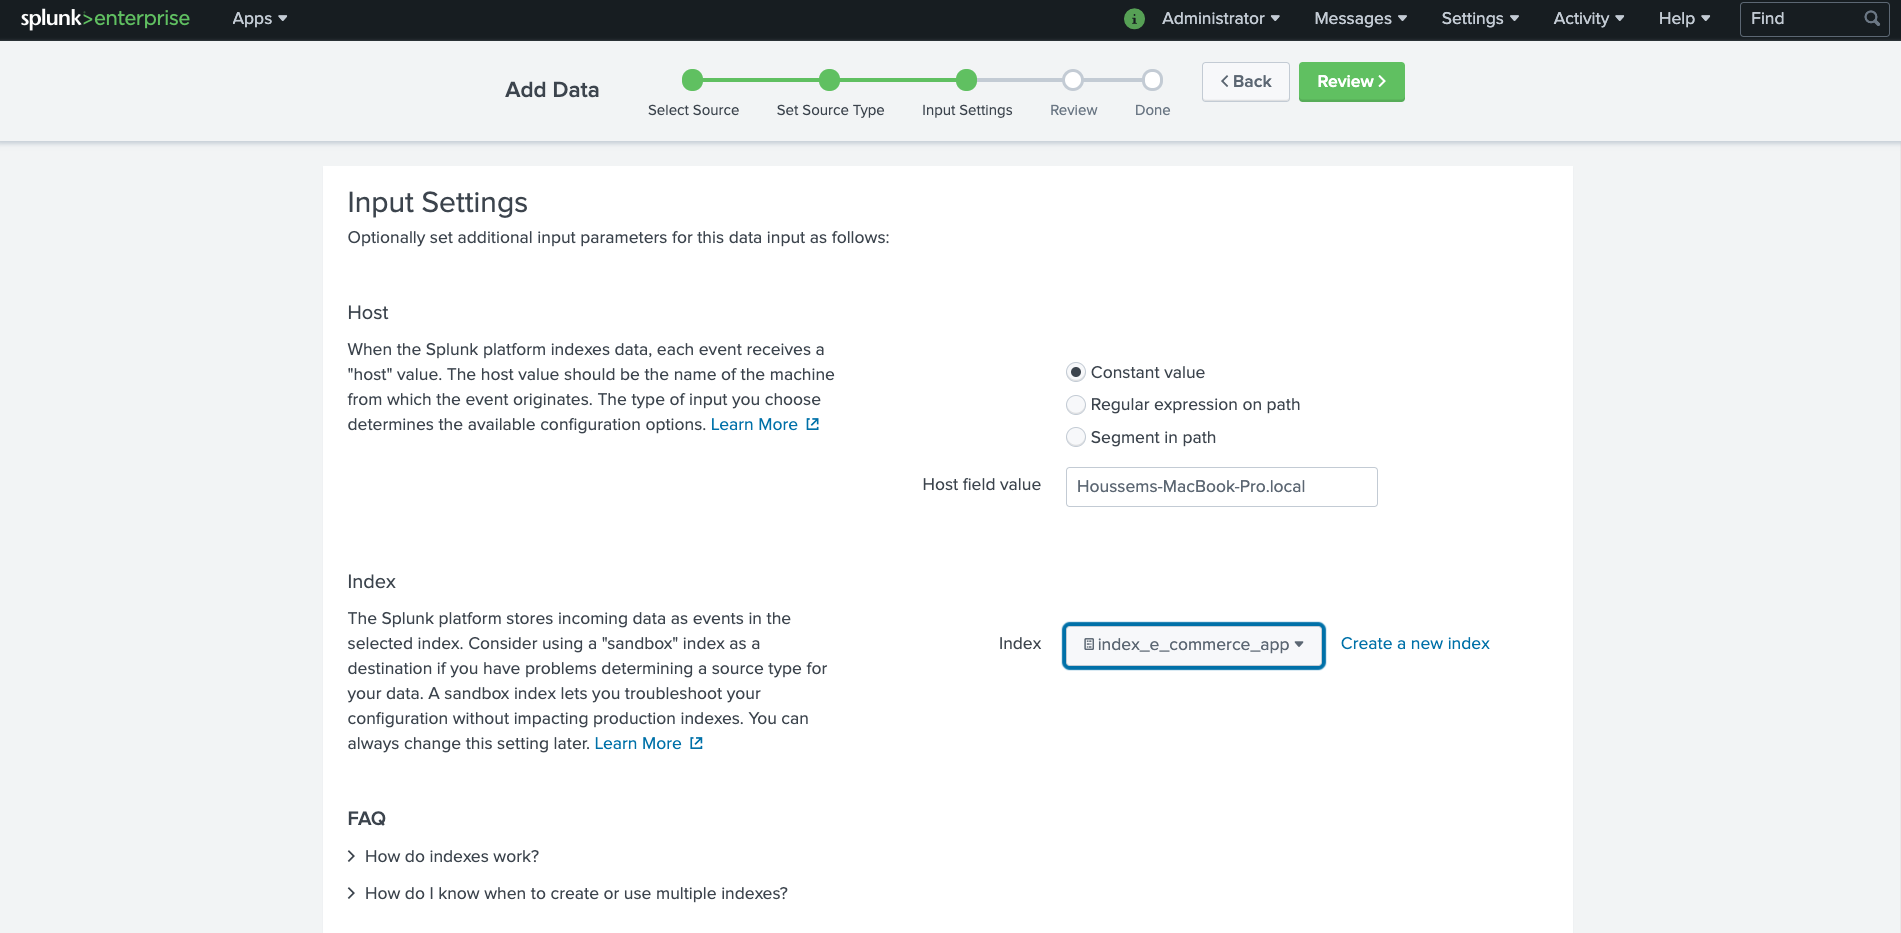 splunk>enterprise Apps Administrator Messages Settings Activity Help Find
Add Data
Select Source Set Source Type Input Settings Review Done
Back Review
Input Settings
Optionally set additional input parameters for this data input as follows:
Host
When the Splunk platform indexes data, each event receives a
"host" value. The host value should be the name of the machine
from which the event originates. The type of input you choose
determines the available configuration options. Learn More
Constant value
Regular expression on path
Segment in path
Host field value Houssems-MacBook-Pro.local
Index
The Splunk platform stores incoming data as events in the
selected index. Consider using a "sandbox" index as a
destination if you have problems determining a source type for
your data. A sandbox index lets you troubleshoot your
configuration without impacting production indexes. You can
always change this setting later. Learn More
Index index_e_commerce_app Create a new index
FAQ
How do indexes work?
How do I know when to create or use multiple indexes?